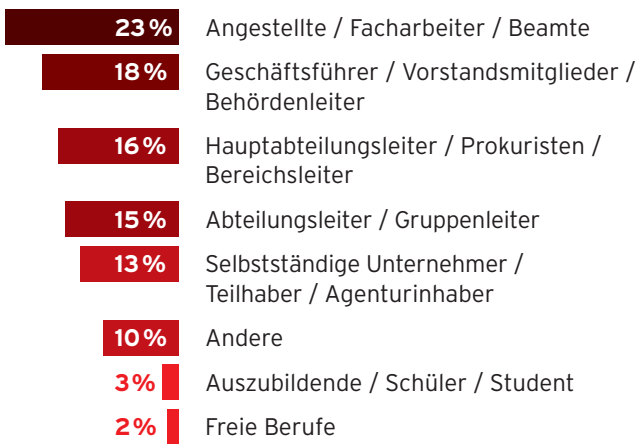 23 % Angestellte / Facharbeiter / Beamte
18 % Geschäftsführer / Vorstandsmitglieder /
Behördenleiter
16 % Hauptabteilungsleiter / Prokuristen /
Bereichsleiter
15 % Abteilungsleiter / Gruppenleiter
13 % Selbstständige Unternehmer /
Teilhaber / Agenturinhaber
10 % Andere
3 % Auszubildende / Schüler / Student
2 % Freie Berufe